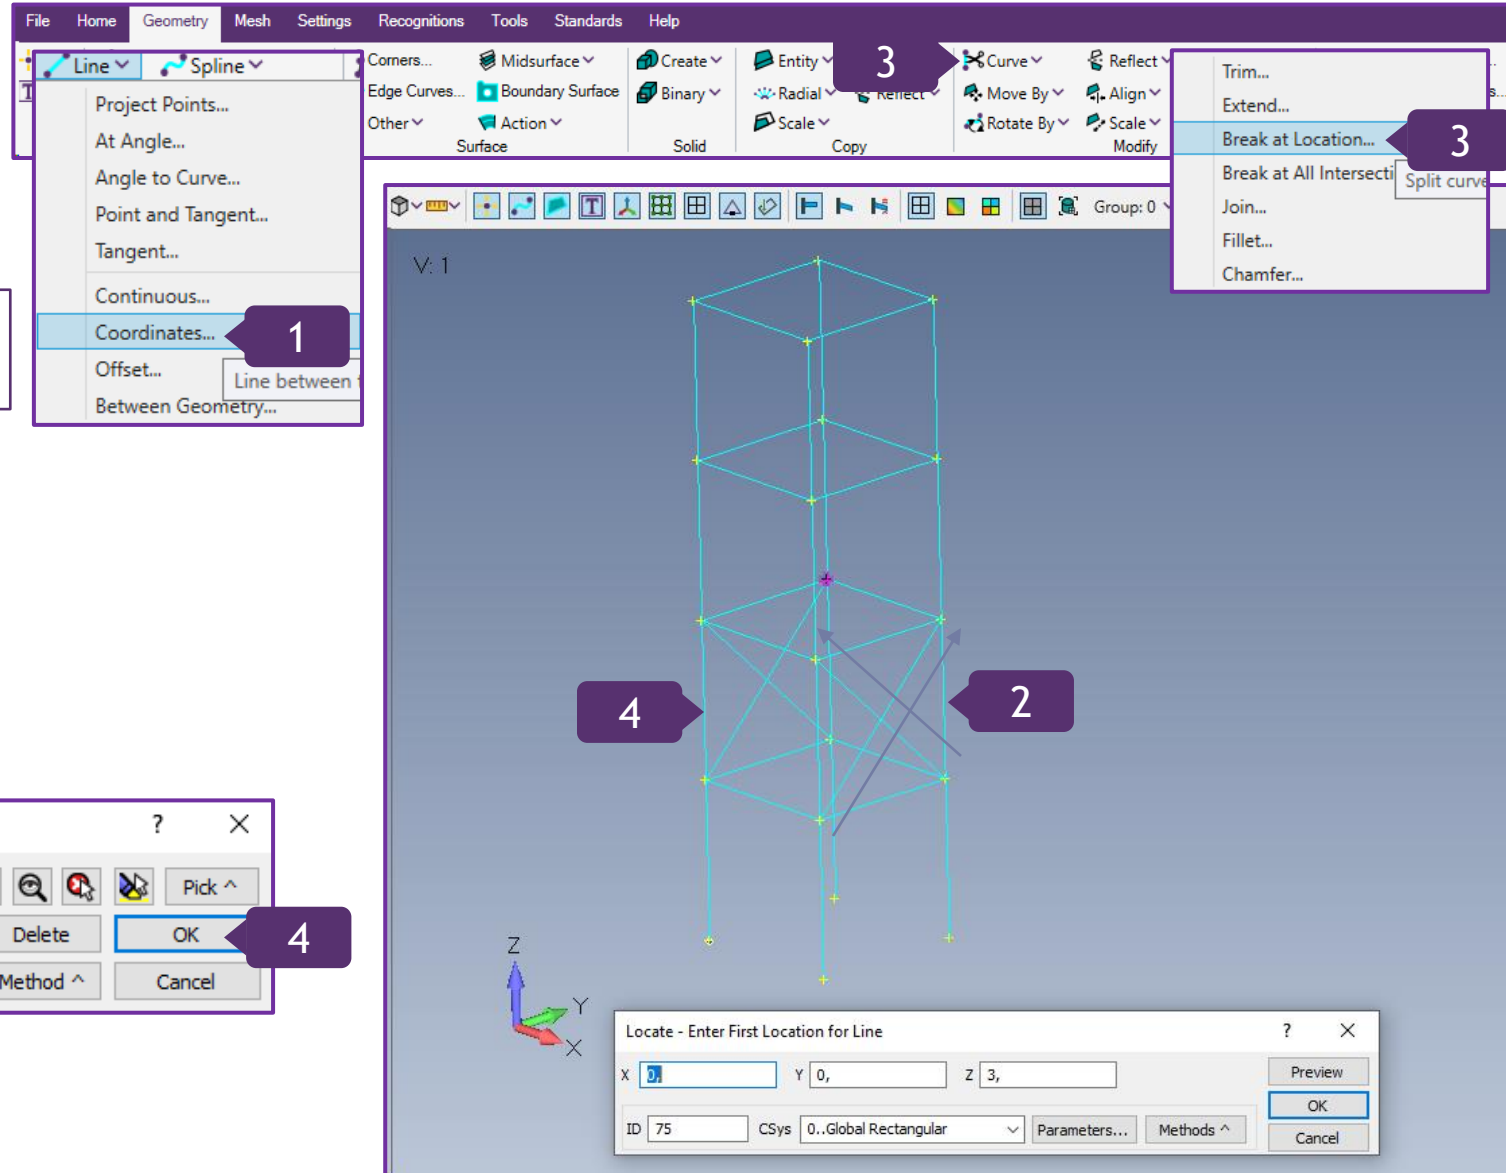 File Home Geometry Mesh Settings Recognitions Tools Standards Help
Line Spline
Project Points...
At Angle...
Angle to Curve...
Point and Tangent...
Tangent...
Continuous...
Coordinates...
1
Offset...
Line between
Between Geometry...
Corners... Midsurface
Edge Curves... Boundary Surface
Other Action
Surface
Create
Binary
Solid
Entity
3
Radial Reflect
Scale
Copy
Curve Reflect
Move By Align
Rotate By Scale
Modify
Trim...
Extend...
Break at Location...
3
Break at All Intersecti
Split curve
Join...
Fillet...
Chamfer...
T Group: 0
V: 1
4
2
? ×
Pick ^
Delete OK
4
Method ^ Cancel
Z
Y
X
Locate - Enter First Location for Line ? ×
X 0, Y 0, Z 3, Preview
OK
ID 75 CSys 0..Global Rectangular Parameters... Methods ^ Cancel